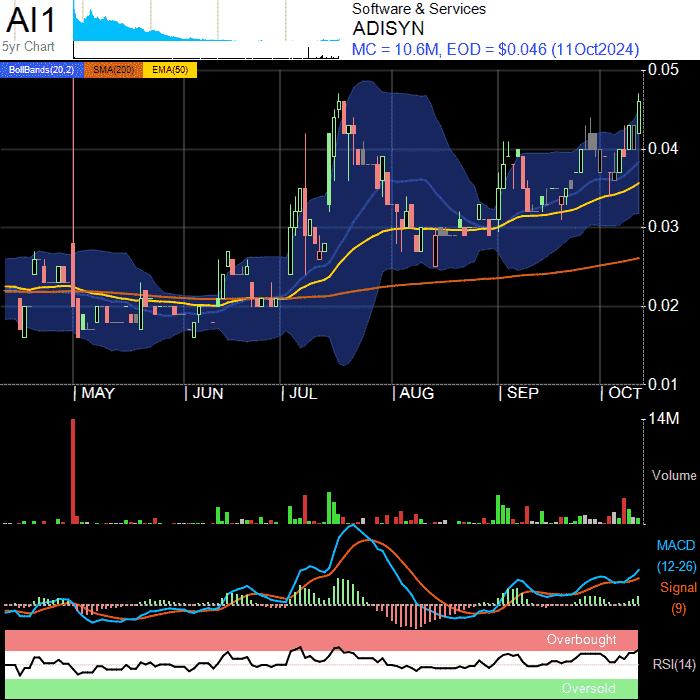 AI1
5yr Chart
Software & Services
ADISYN
MC = 10.6M, EOD = $0.046 (11Oct2024)
BollBands(20,2) SMA(200) EMA(50)
0.05
0.04
0.03
0.02
0.01
MAY JUN JUL AUG SEP OCT
14M
Volume
MACD
(12-26)
Signal
(9)
Overbought
RSI(14)
Oversold